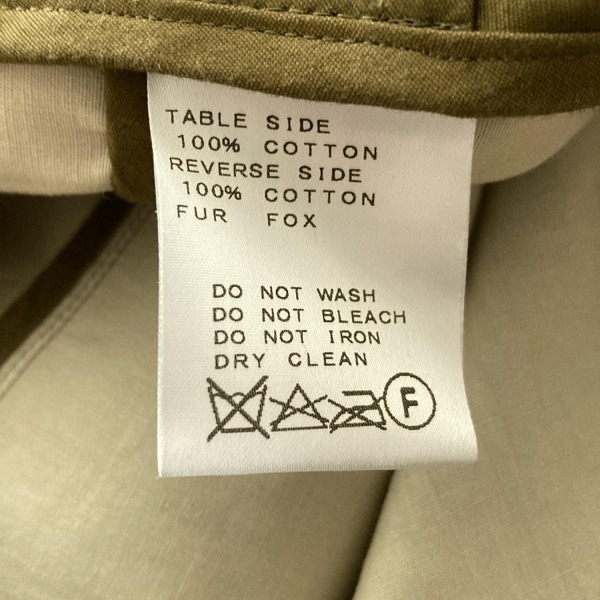 TABLE SIDE
100% COTTON
REVERSE SIDE
100% COTTON
FUR FOX
DO NOT WASH
DO NOT BLEACH
DO NOT IRON
DRY CLEAN
F